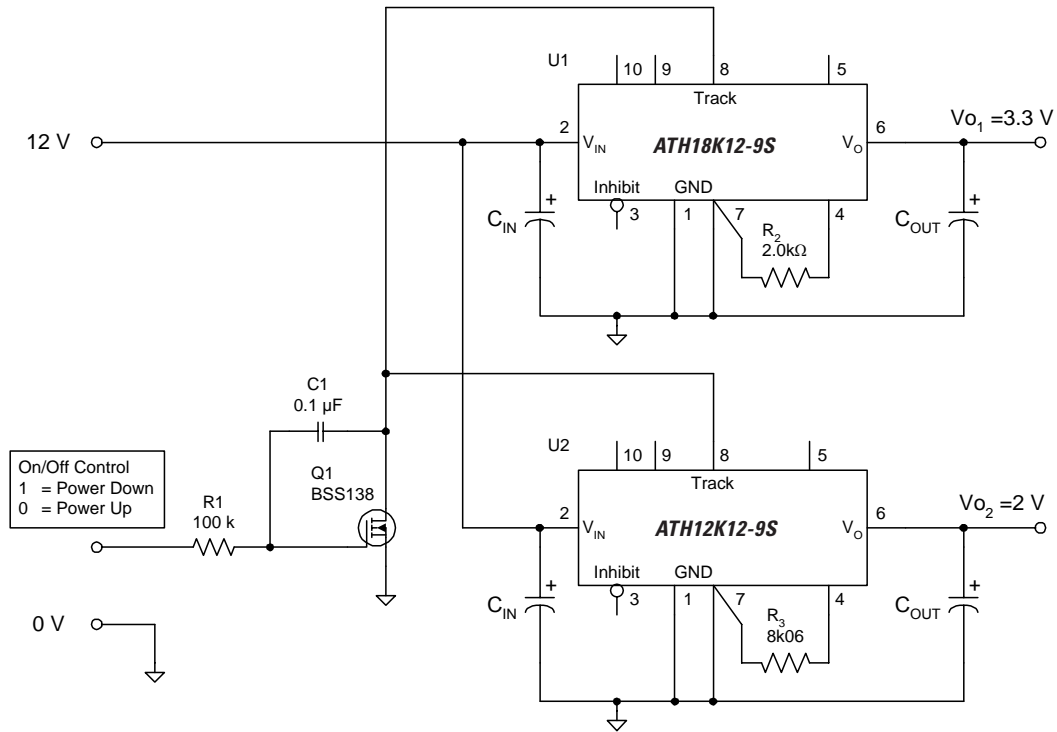 U1
10 9 8 5
Track
12 V
2
V_IN
ATH18K12-9S
V_O
6
Vo_1 =3.3 V
Inhibit
GND
3 1 7 4
C_IN
+
R_2
2.0kΩ
C_OUT
+
C1
0.1 µF
On/Off Control
1 = Power Down
0 = Power Up
R1
100 k
Q1
BSS138
0 V
U2
10 9 8 5
Track
2
V_IN
ATH12K12-9S
V_O
6
Vo_2 =2 V
Inhibit
GND
3 1 7 4
C_IN
+
R_3
8k06
C_OUT
+